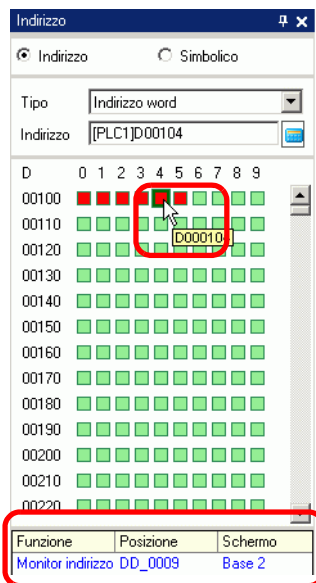 Indirizzo
Indirizzo Simbolico
Tipo Indirizzo word
Indirizzo [PLC1]D00104
D 0 1 2 3 4 5 6 7 8 9
00100
00110
D000104
00120
00130
00140
00150
00160
00170
00180
00190
00200
00210
00220
Funzione Posizione Schermo
Monitor indirizzo DD_0009 Base 2